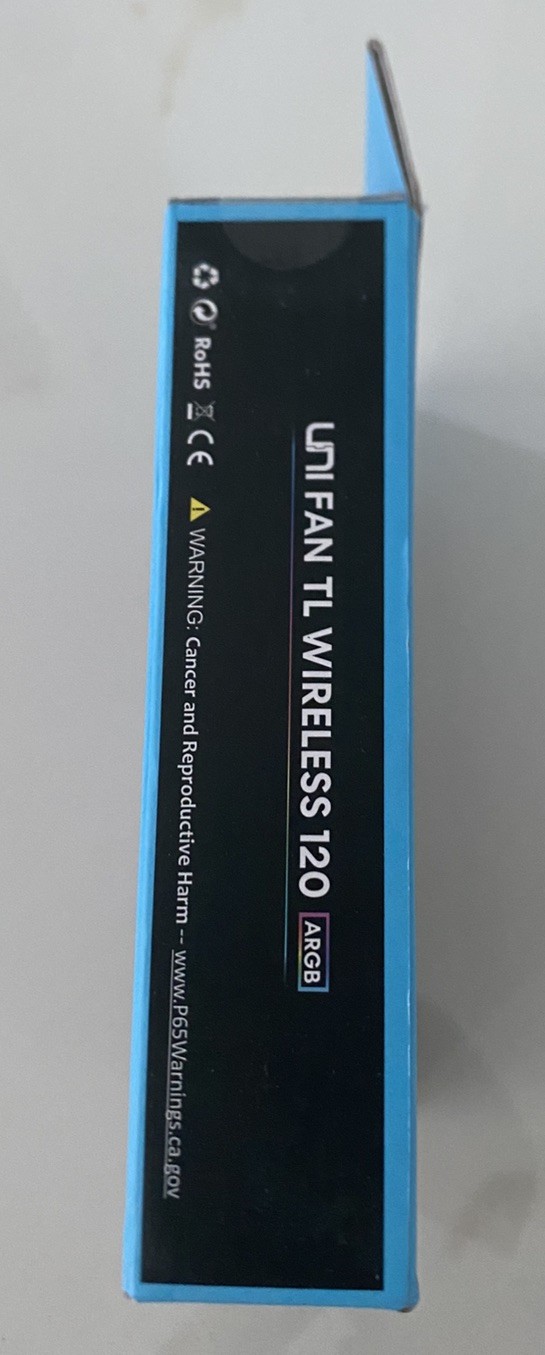 UNI FAN TL WIRELESS 120 ARGB
RoHS CE WARNING: Cancer and Reproductive Harm -- www.P65Warnings.ca.gov